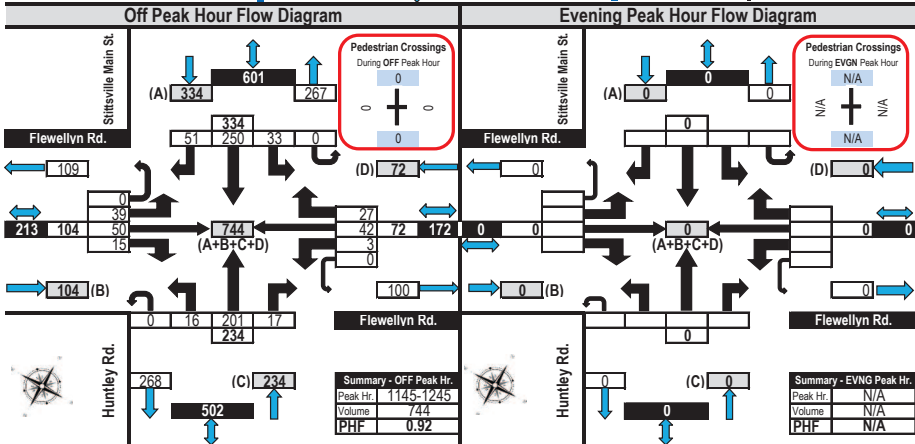 Off Peak Hour Flow Diagram
Stittsville Main St.
601
(A) 334 267
Pedestrian Crossings
During OFF Peak Hour
0
0 0
0
334
51 250 33 0
Flewellyn Rd.
109
(D) 72
0
39
213 104 50
15
744
(A+B+C+D)
27
42 72 172
3
0
104 (B)
100
0 16 201 17
234
Flewellyn Rd.
Huntley Rd.
268 (C) 234
502
Summary - OFF Peak Hr.
Peak Hr. 1145-1245
Volume 744
PHF 0.92
Evening Peak Hour Flow Diagram
Stittsville Main St.
0
(A) 0 0
Pedestrian Crossings
During EVGN Peak Hour
N/A
N/A N/A
N/A
0
Flewellyn Rd.
0
(D) 0
0 0
0
(A+B+C+D)
0 0
0 (B)
0
0
Flewellyn Rd.
Huntley Rd.
0 (C) 0
0
Summary - EVNG Peak Hr.
Peak Hr. N/A
Volume N/A
PHF N/A